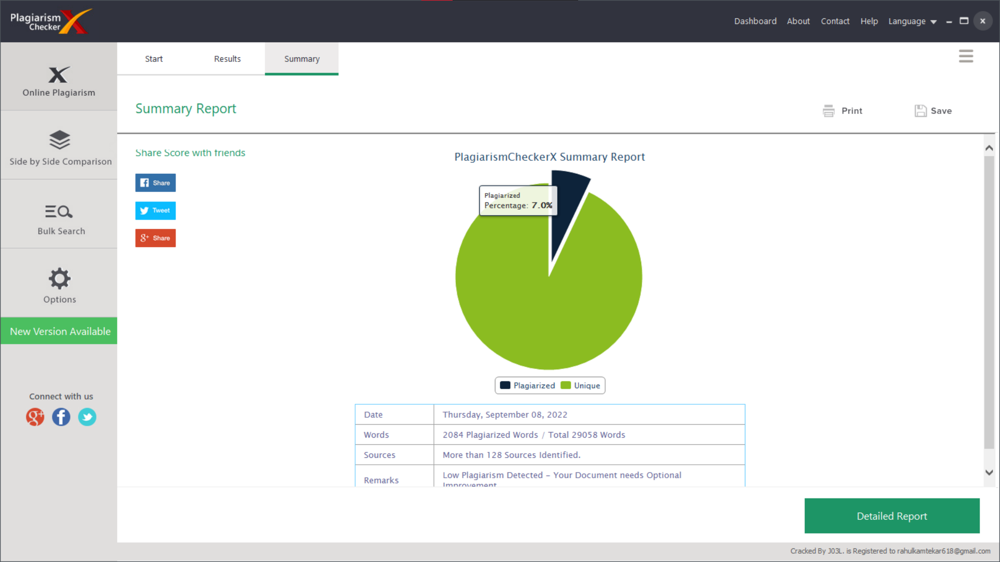 Plagiarism
Checker
Dashboard About Contact Help Language
Start Results Summary
Online Plagiarism
Summary Report
Print Save
Side by Side Comparison
Share Score with friends
Share
Tweet
g+ Share
PlagiarismCheckerX Summary Report
Plagiarized
Percentage: 7.0%
Bulk Search
Options
New Version Available
Plagiarized Unique
Connect with us
Date Thursday, September 08, 2022
Words 2084 Plagiarized Words / Total 29058 Words
Sources More than 128 Sources Identified.
Remarks Low Plagiarism Detected – Your Document needs Optional
Improvement
Detailed Report
Cracked By J03L. is Registered to rahulkamtekar618@gmail.com